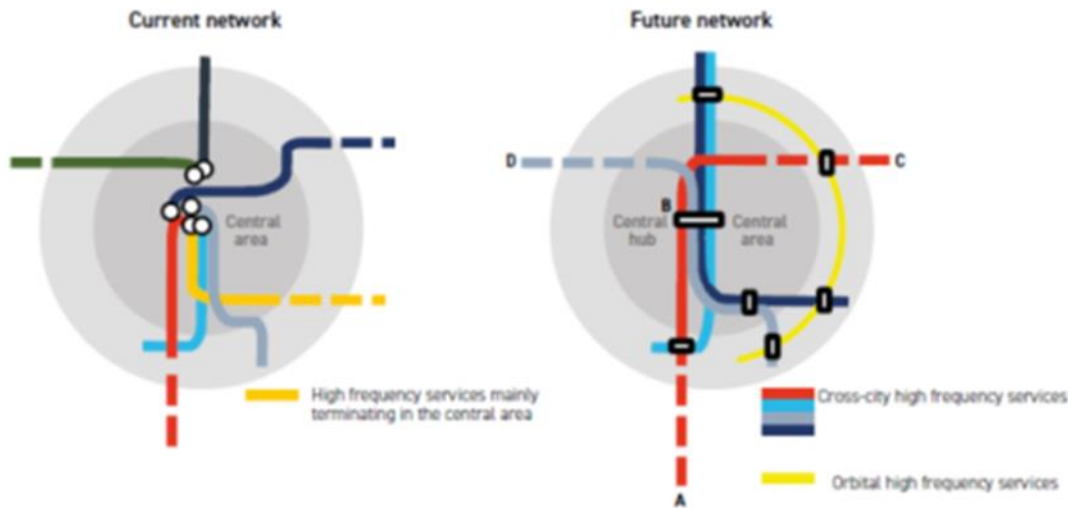 Current network
Central
area
High frequency services mainly
terminating in the central area
Future network
D
C
B
Central
hub
Central
area
A
Cross-city high frequency services
Orbital high frequency services